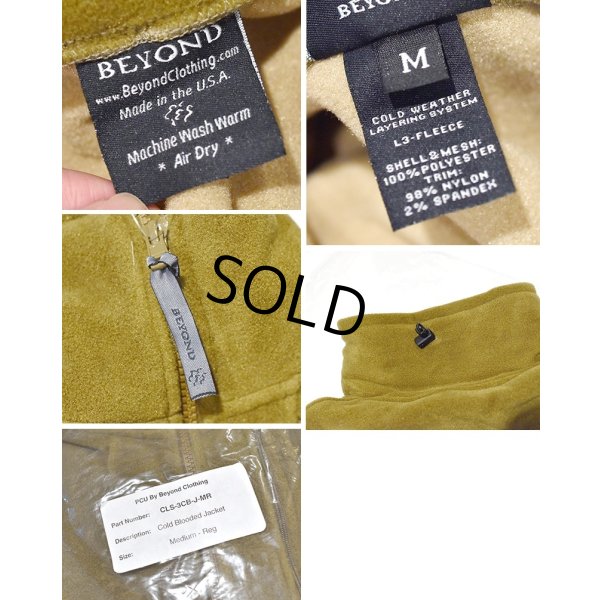 BEYOND
www.BeyondClothing.com
Made in the U.S.A.
Machine Wash Warm
* Air Dry *
BEYOND
M
COLD WEATHER
LAYERING SYSTEM
L3-FLEECE
SHELL & MESH:
100% POLYESTER
TRIM:
98% NYLON
2% SPANDEX
BEYOND
SOLD
PCU By Beyond Clothing
Part Number: CLS-3CB-J-MR
Description: Cold Blooded Jacket
Size: Medium - Reg